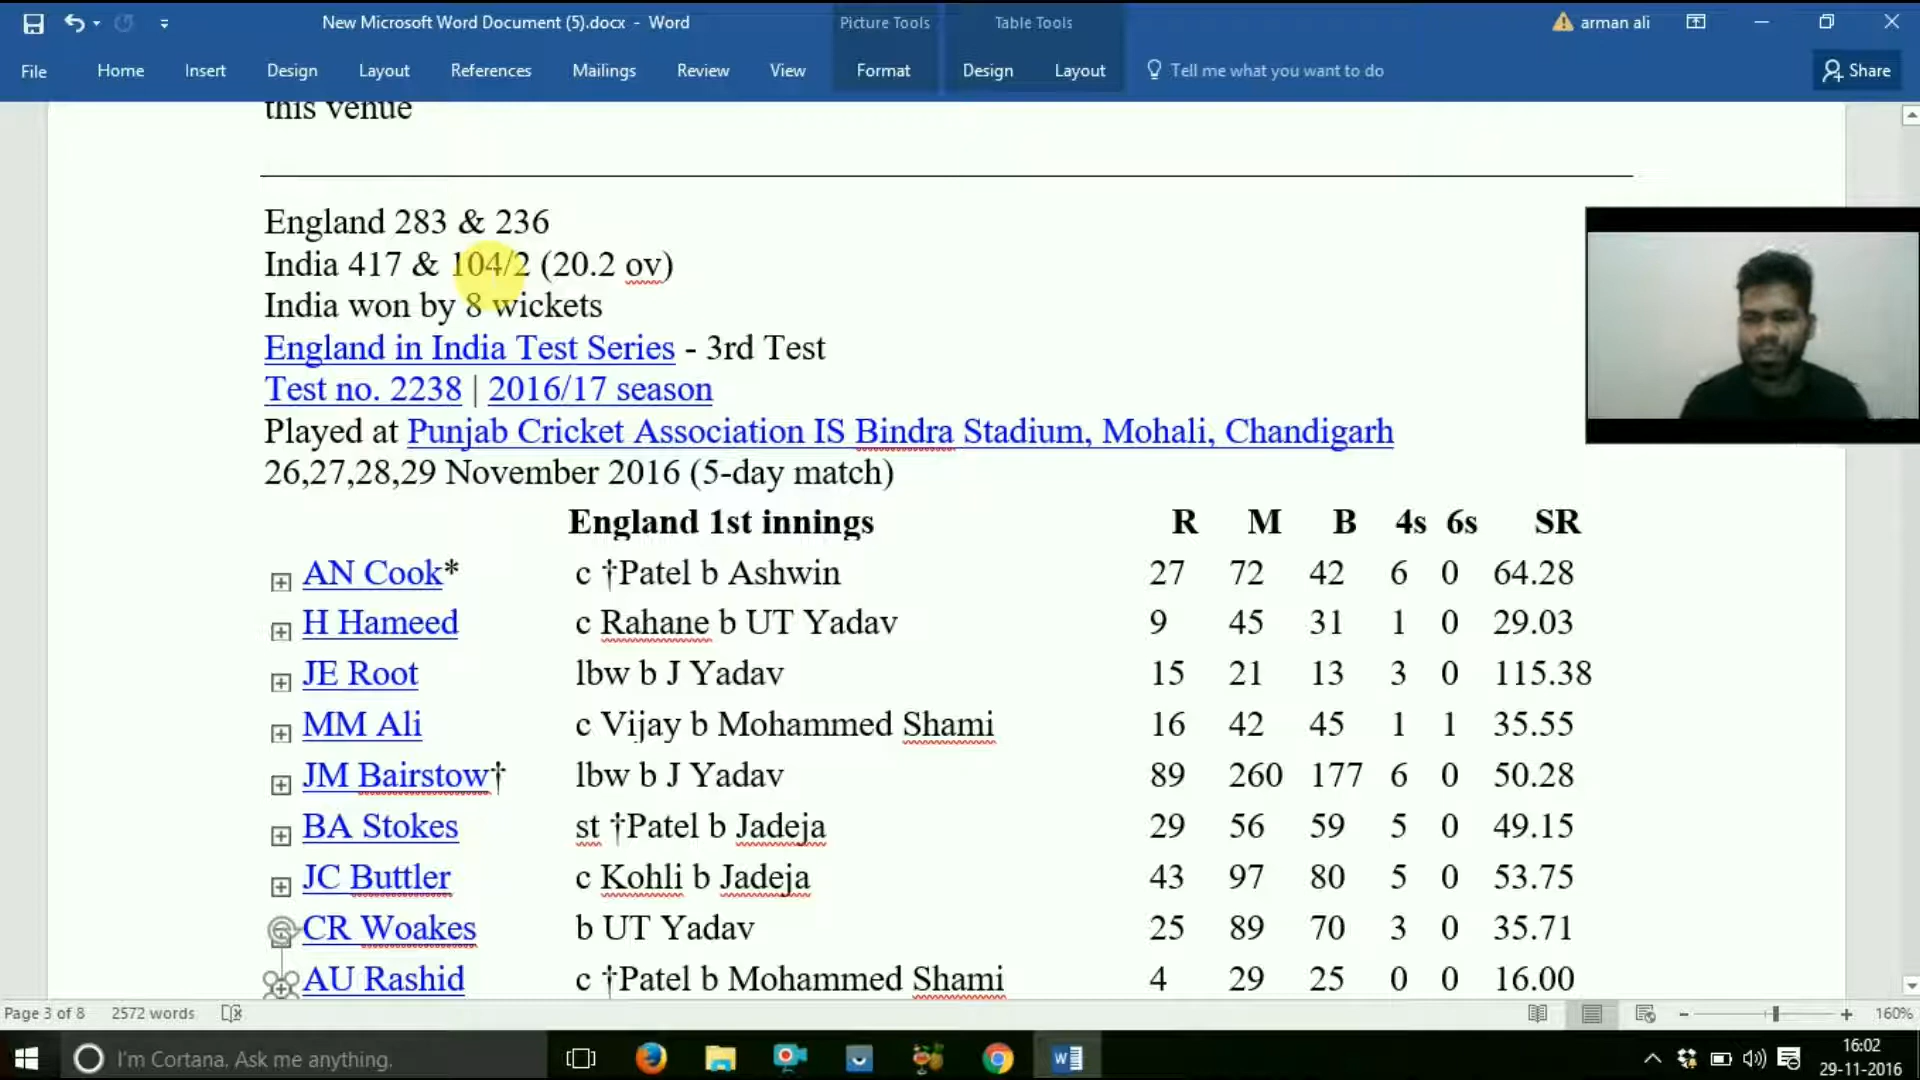 New Microsoft Word Document (5).docx - Word
Picture Tools
Table Tools
arman ali
File Home Insert Design Layout References Mailings Review View Format Design Layout Tell me what you want to do Share
this venue
England 283 & 236
India 417 & 104/2 (20.2 ov)
India won by 8 wickets
England in India Test Series - 3rd Test
Test no. 2238 | 2016/17 season
Played at Punjab Cricket Association IS Bindra Stadium, Mohali, Chandigarh
26,27,28,29 November 2016 (5-day match)
England 1st innings R M B 4s 6s SR
AN Cook* c †Patel b Ashwin 27 72 42 6 0 64.28
H Hameed c Rahane b UT Yadav 9 45 31 1 0 29.03
JE Root lbw b J Yadav 15 21 13 3 0 115.38
MM Ali c Vijay b Mohammed Shami 16 42 45 1 1 35.55
JM Bairstow† lbw b J Yadav 89 260 177 6 0 50.28
BA Stokes st †Patel b Jadeja 29 56 59 5 0 49.15
JC Buttler c Kohli b Jadeja 43 97 80 5 0 53.75
CR Woakes b UT Yadav 25 89 70 3 0 35.71
AU Rashid c †Patel b Mohammed Shami 4 29 25 0 0 16.00
Page 3 of 8 2572 words 160%
I'm Cortana. Ask me anything.
16:02
29-11-2016